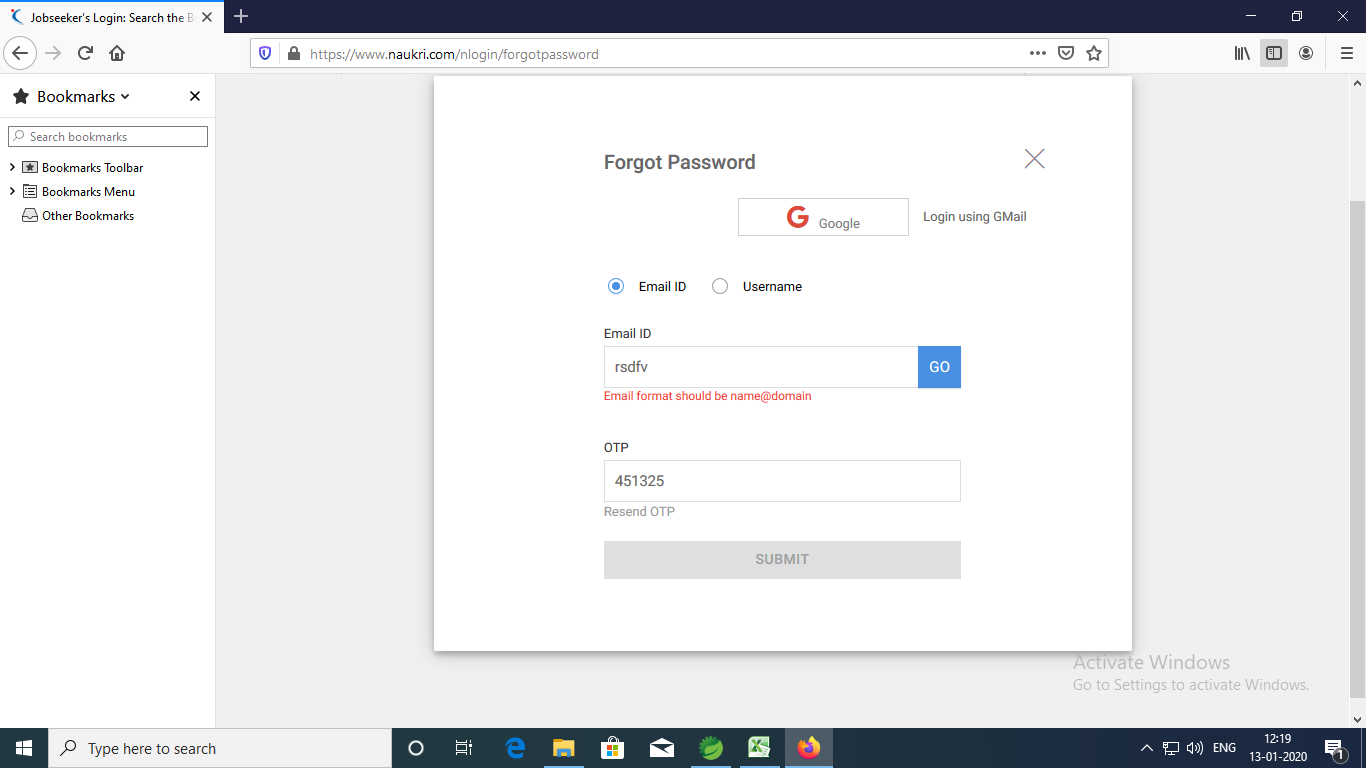 Jobseeker's Login: Search the B
https://www.naukri.com/nlogin/forgotpassword
Bookmarks
Search bookmarks
Bookmarks Toolbar
Bookmarks Menu
Other Bookmarks
Forgot Password
Google
Login using GMail
Email ID
Username
Email ID
rsdfv
GO
Email format should be name@domain
OTP
451325
Resend OTP
SUBMIT
Activate Windows
Go to Settings to activate Windows.
Type here to search
ENG
12:19
13-01-2020
1